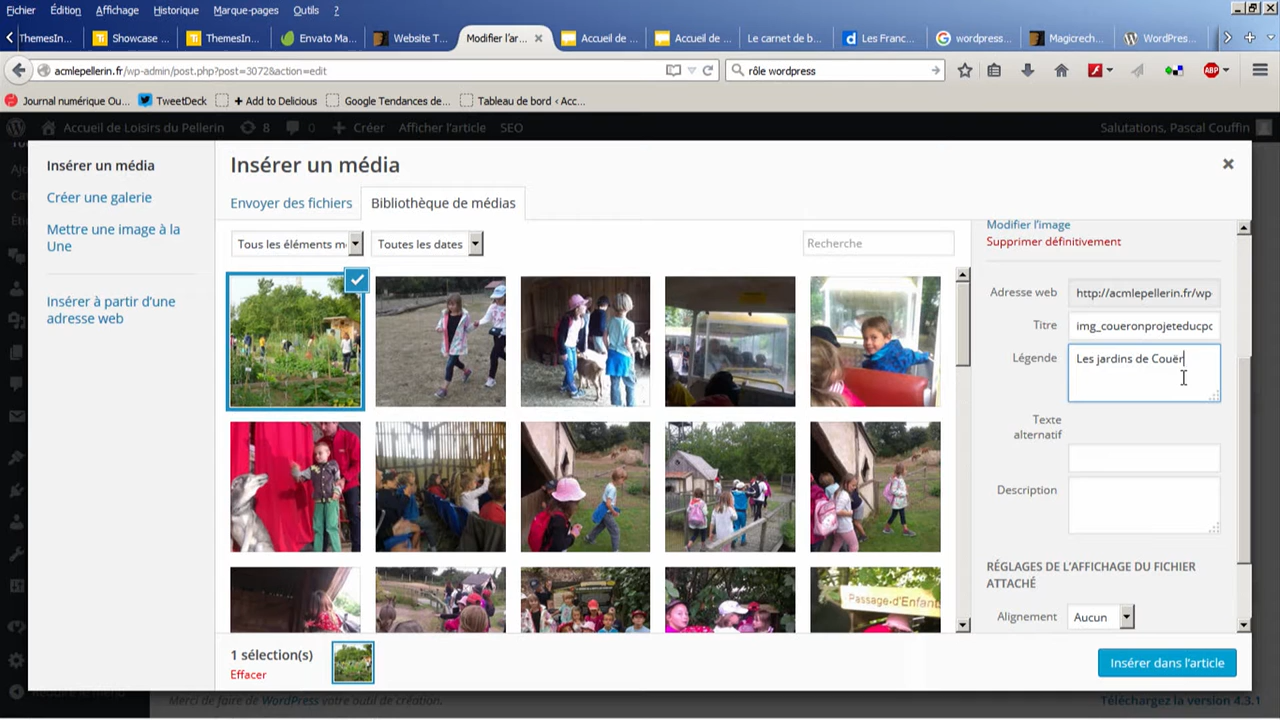 Fichier Édition Affichage Historique Marque-pages Outils ?
ThemesIn... Showcase ... ThemesIn... Envato Ma... Website T... Modifier l'ar... Accueil de ... Accueil de ... Le carnet de b... Les Franc... wordpress... Magicrech... WordPres...
acmlepellerin.fr/wp-admin/post.php?post=3072&action=edit rôle wordpress
Journal numérique Ou... TweetDeck Add to Delicious Google Tendances de... Tableau de bord ‹ Acc...
Accueil de Loisirs du Pellerin 8 0 Créer Afficher l'article SEO Salutations, Pascal Couffin
Insérer un média
Créer une galerie
Mettre une image à la
Une
Insérer à partir d'une
adresse web
Insérer un média
Envoyer des fichiers Bibliothèque de médias
Tous les éléments m Toutes les dates Recherche
Modifier l'image
Supprimer définitivement
Adresse web http://acmlepellerin.fr/wp-
Titre img_coueronprojeteducpc
Légende Les jardins de Couër
Texte
alternatif
Description
RÉGLAGES DE L'AFFICHAGE DU FICHIER
ATTACHÉ
Alignement Aucun
Passage-d'Enfant
1 sélection(s)
Effacer
Insérer dans l'article
Merci de faire de WordPress votre outil de création. Téléchargez la version 4.3.1